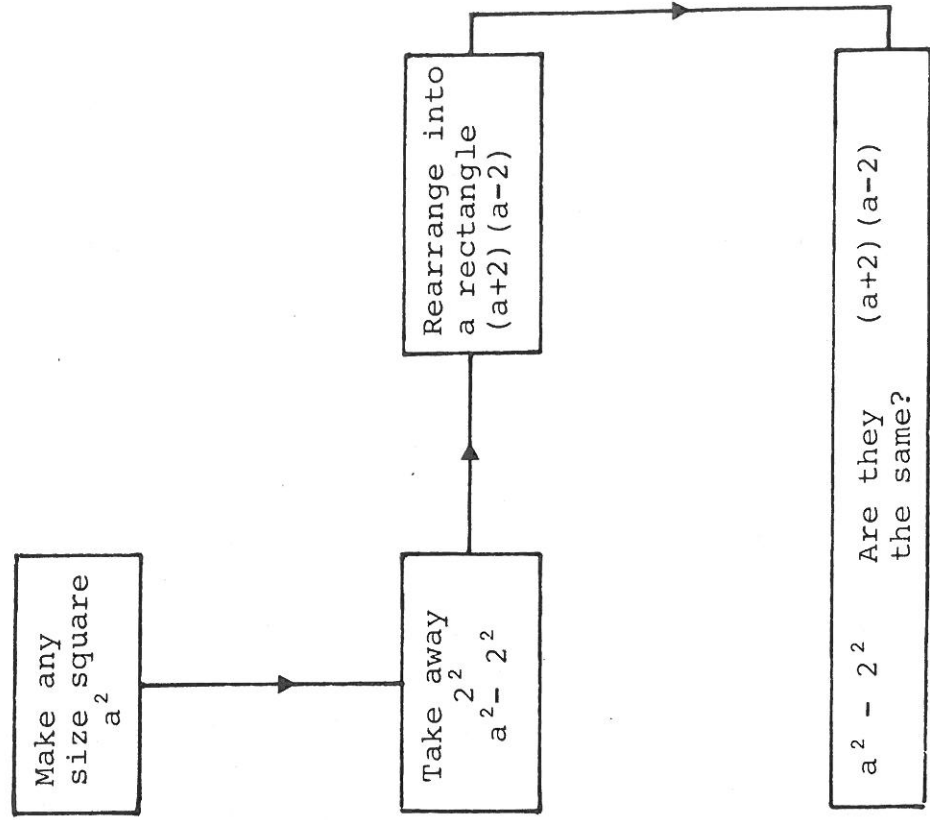 Make any
size square
a²
Take away
2²
a² - 2²
Rearrange into
a rectangle
(a+2)(a-2)
a² - 2² Are they (a+2)(a-2)
the same?